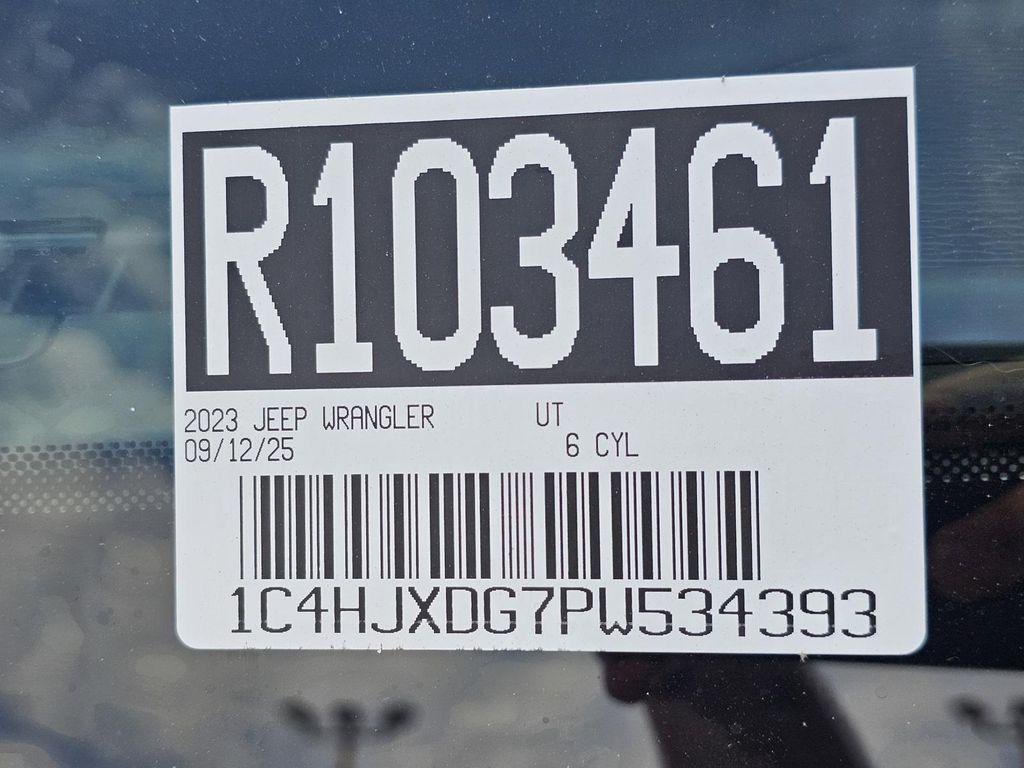 R103461
2023 JEEP WRANGLER UT
09/12/25 6 CYL
1C4HJXDG7PW534393